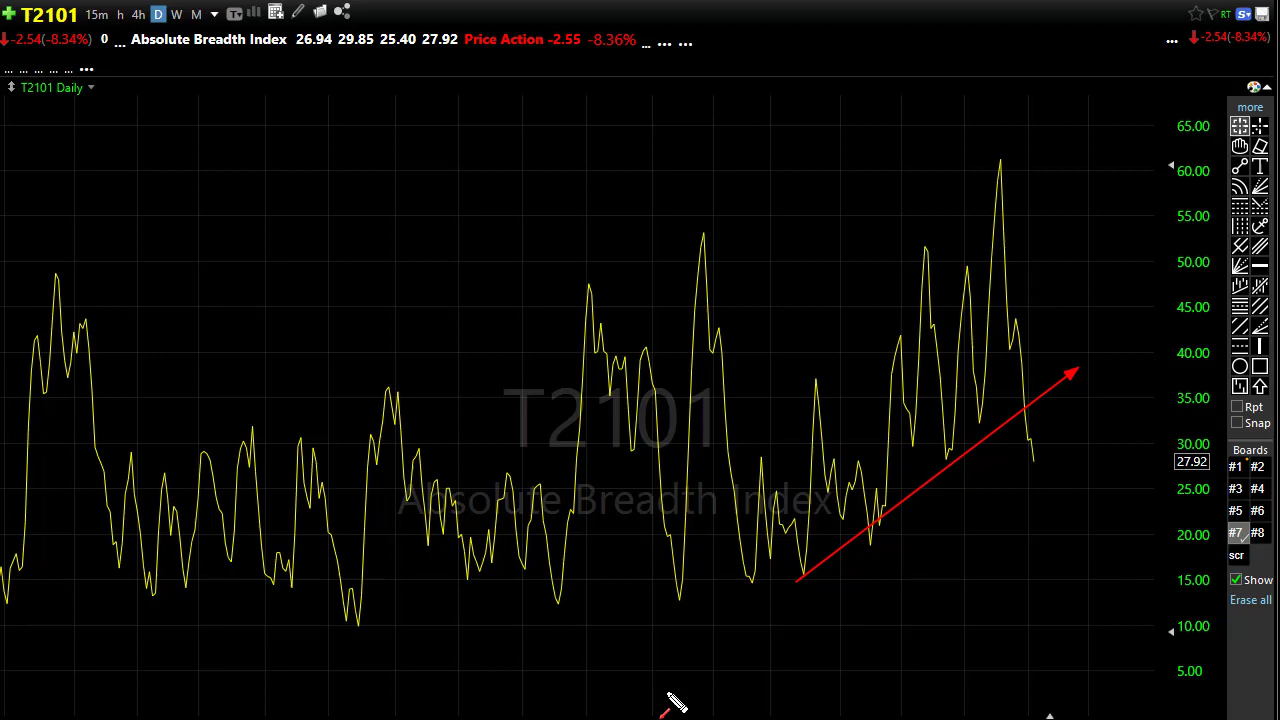 T2101 15m h 4h D W M T RT S
-2.54(-8.34%) 0 ... Absolute Breadth Index 26.94 29.85 25.40 27.92 Price Action -2.55 -8.36% ... ... ... ... -2.54(-8.34%)
... ... ... ... ... ...
T2101 Daily
more
65.00
60.00
55.00
50.00
45.00
40.00
35.00
30.00
27.92
25.00
20.00
15.00
10.00
5.00
T2101
Absolute Breadth Index
T
Rpt
Snap
Boards
#1 #2
#3 #4
#5 #6
#7 #8
scr
Show
Erase all